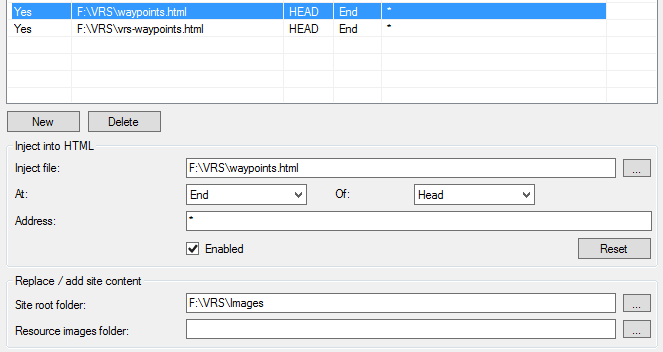 Yes F:\VRS\waypoints.html HEAD End *
Yes F:\VRS\vrs-waypoints.html HEAD End *
New Delete
Inject into HTML
Inject file: F:\VRS\waypoints.html ...
At: End Of: Head
Address: *
Enabled Reset
Replace / add site content
Site root folder: F:\VRS\Images ...
Resource images folder: ...